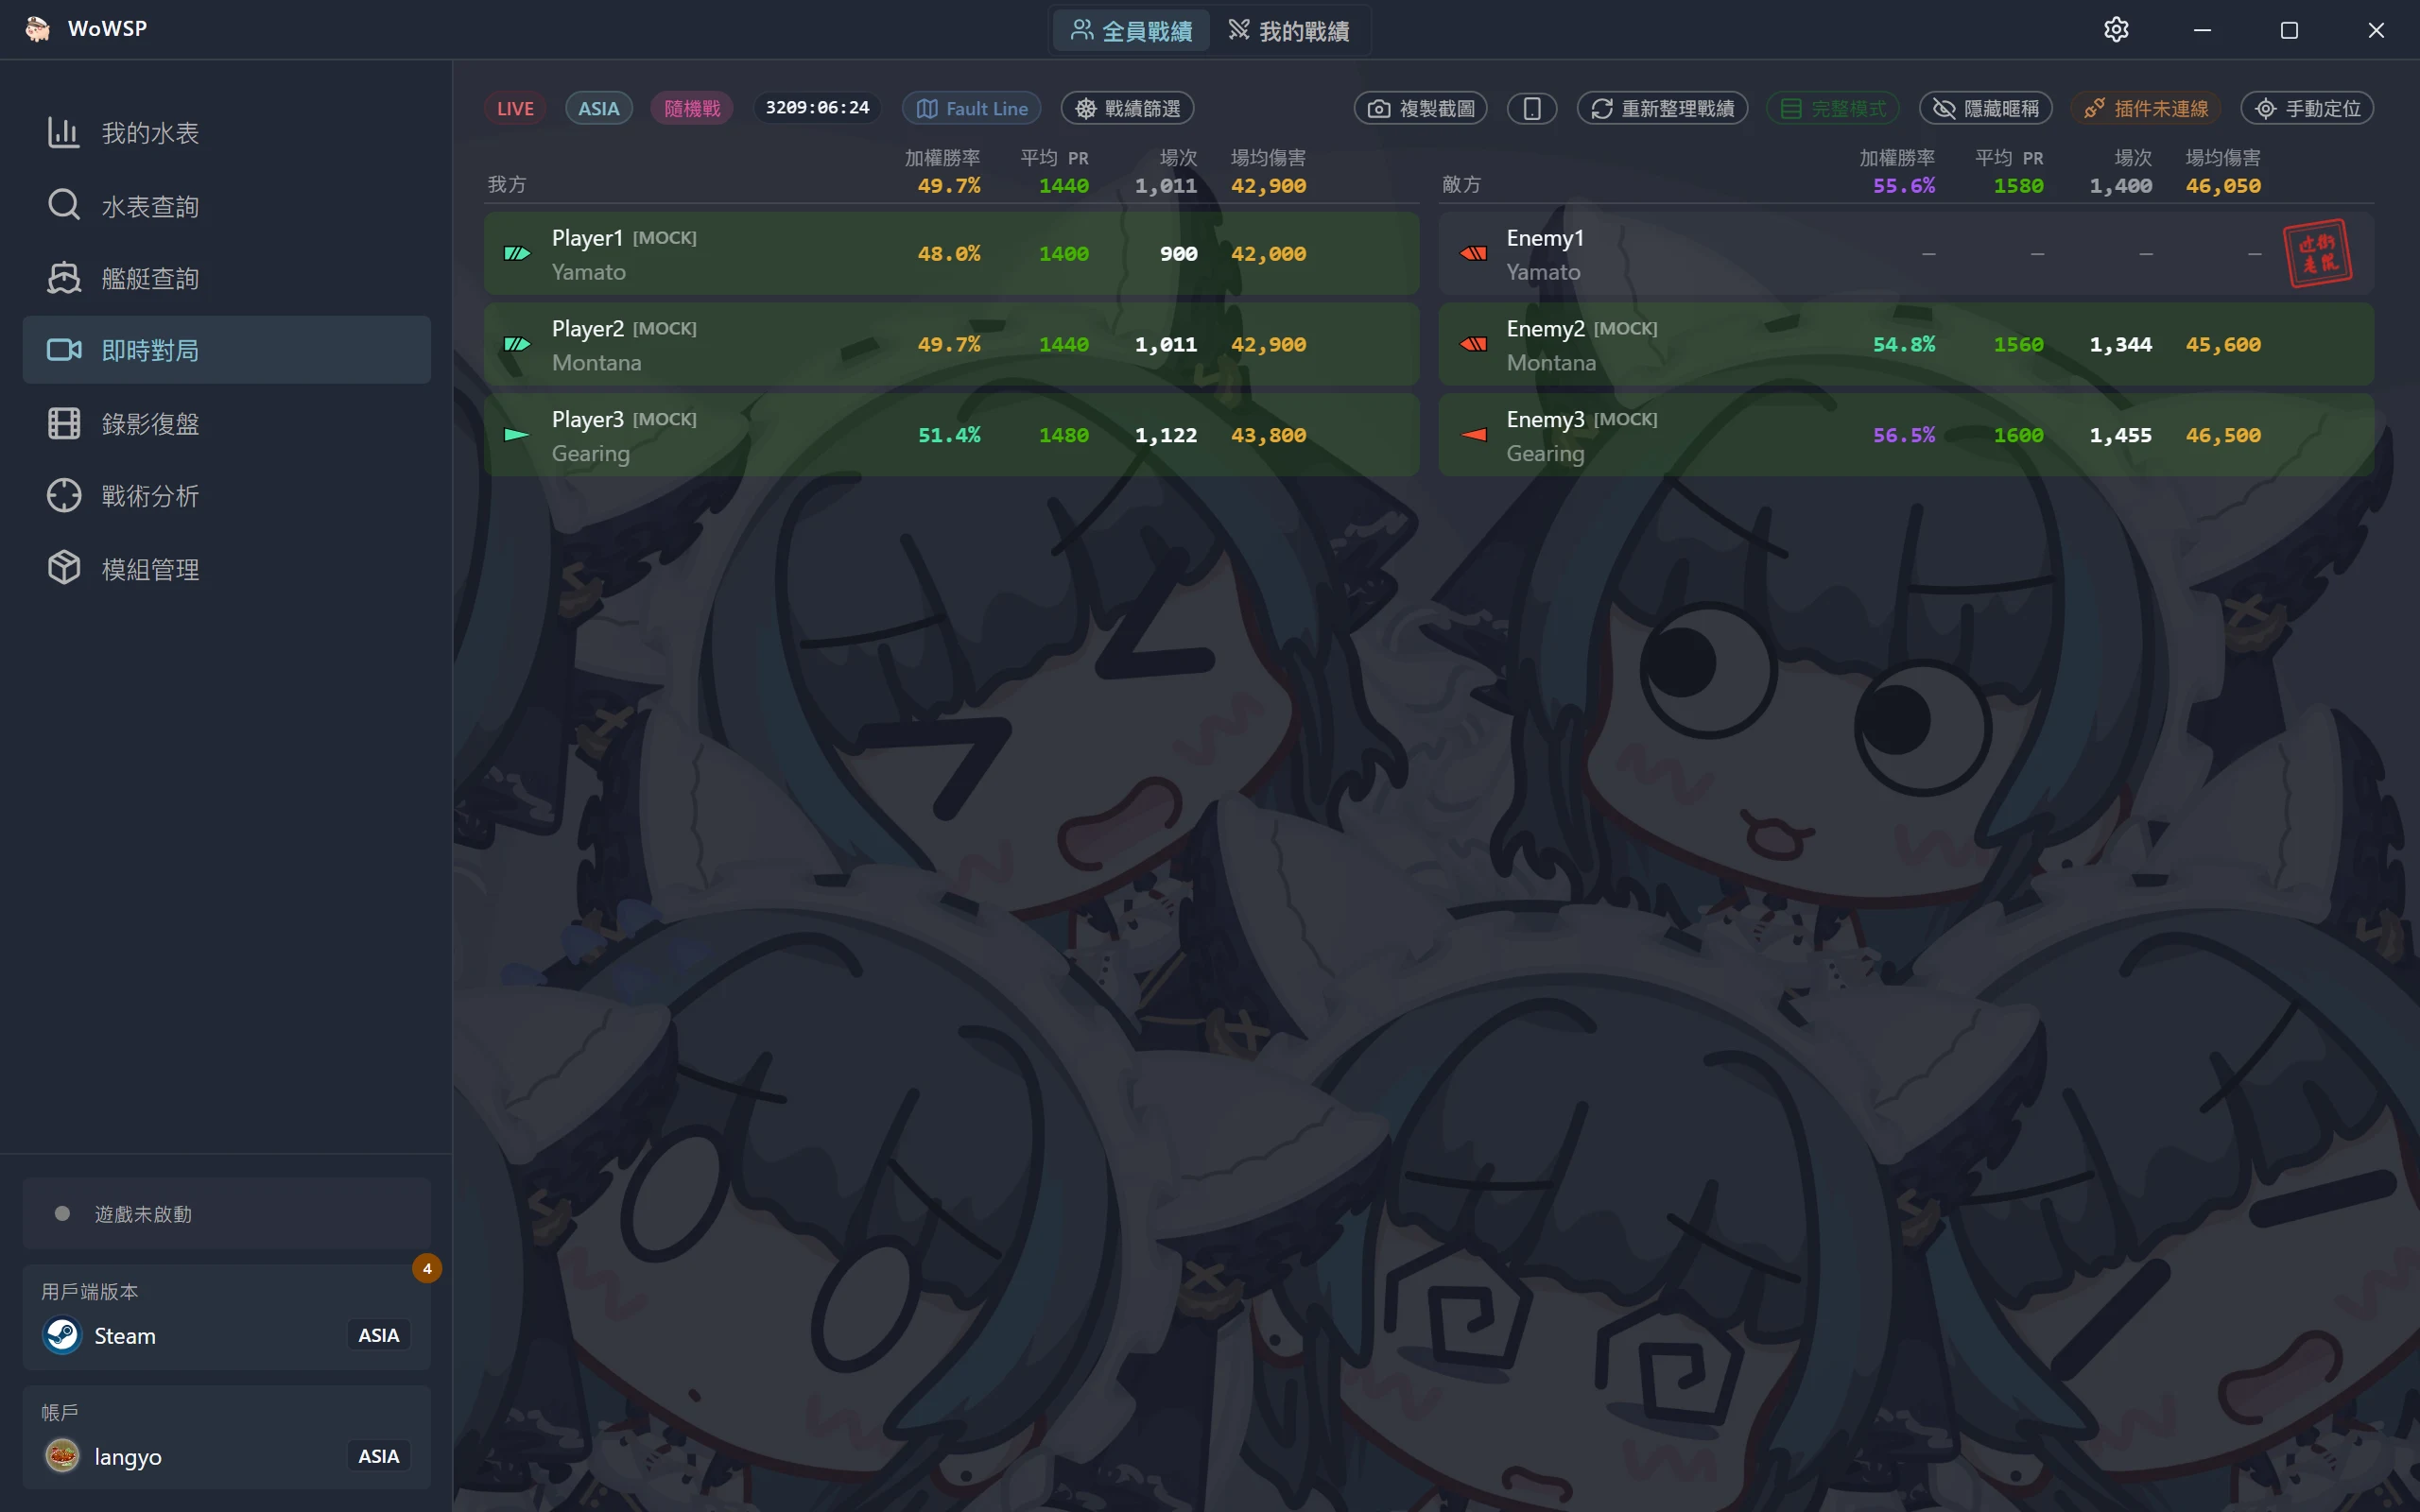 WoWSP
全員戰績
我的戰績
我的水表
水表查詢
艦艇查詢
即時對局
錄影復盤
戰術分析
模組管理
遊戲未啟動
4
用戶端版本
Steam ASIA
帳戶
langyo ASIA
LIVE ASIA 隨機戰 3209:06:24 Fault Line 戰績篩選 複製截圖 重新整理戰績 完整模式 隱藏暱稱 插件未連線 手動定位
加權勝率 平均 PR 場次 場均傷害
我方 49.7% 1440 1,011 42,900
Player1 [MOCK]
Yamato
48.0% 1400 900 42,000
Player2 [MOCK]
Montana
49.7% 1440 1,011 42,900
Player3 [MOCK]
Gearing
51.4% 1480 1,122 43,800
加權勝率 平均 PR 場次 場均傷害
敵方 55.6% 1580 1,400 46,050
Enemy1
Yamato
— — — —
过街
老鼠
Enemy2 [MOCK]
Montana
54.8% 1560 1,344 45,600
Enemy3 [MOCK]
Gearing
56.5% 1600 1,455 46,500